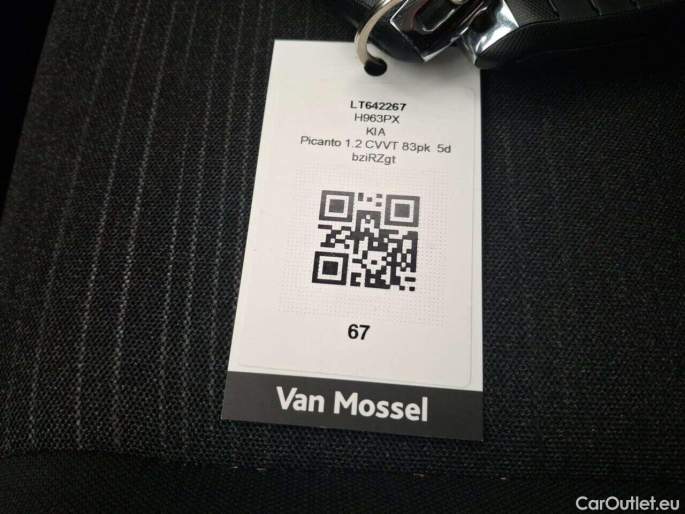 LT642267
H963PX
KIA
Picanto 1.2 CVVT 83pk 5d
bziRZgt
67
Van Mossel
CarOutlet.eu